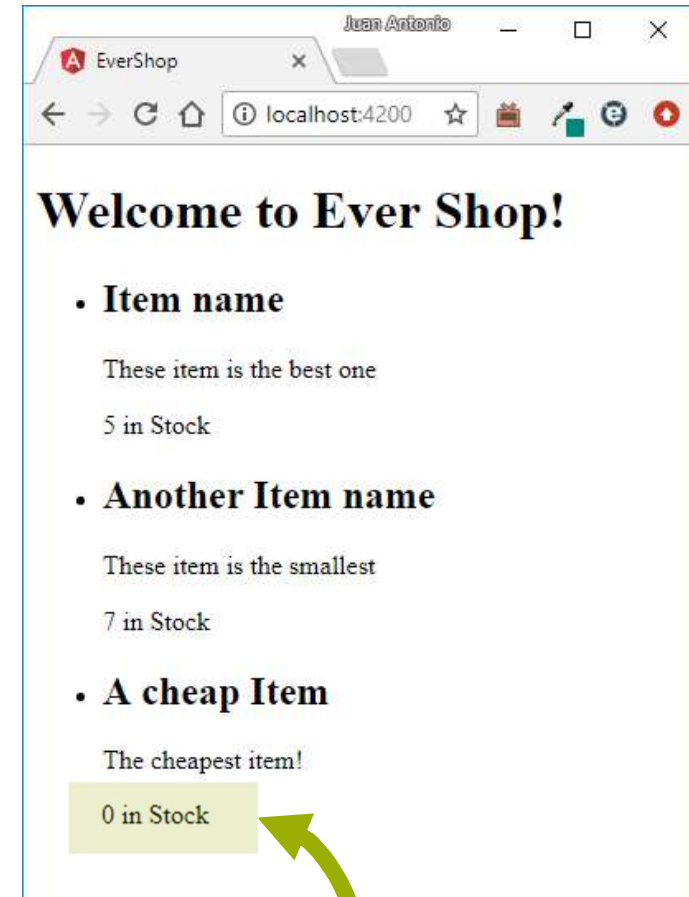 Juan Antonio
EverShop
localhost:4200
Welcome to Ever Shop!
Item name
These item is the best one
5 in Stock
Another Item name
These item is the smallest
7 in Stock
A cheap Item
The cheapest item!
0 in Stock